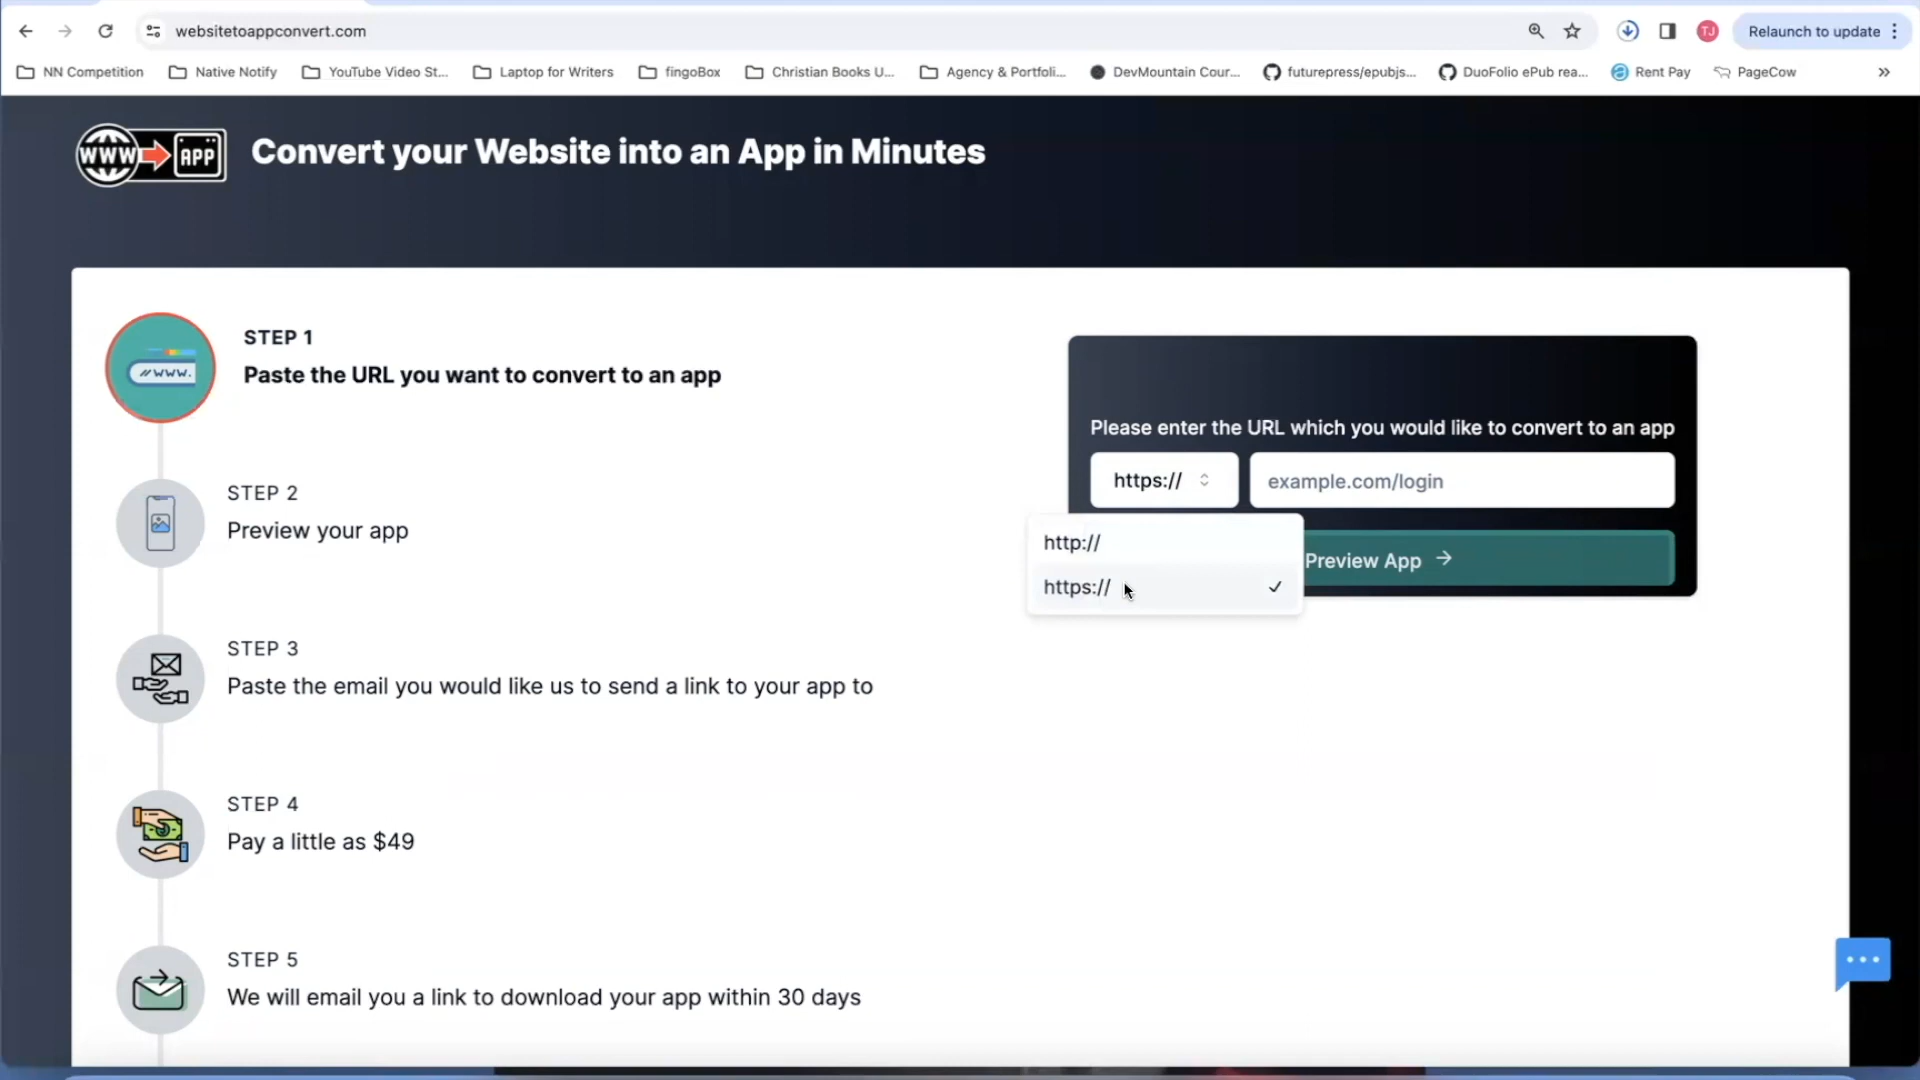 websitetoappconvert.com
TJ
Relaunch to update
NN Competition
Native Notify
YouTube Video St...
Laptop for Writers
fingoBox
Christian Books U...
Agency & Portfoli...
DevMountain Cour...
futurepress/epubjs...
DuoFolio ePub rea...
Rent Pay
PageCow
WWW
APP
Convert your Website into an App in Minutes
//www.
STEP 1
Paste the URL you want to convert to an app
STEP 2
Preview your app
STEP 3
Paste the email you would like us to send a link to your app to
STEP 4
Pay a little as $49
STEP 5
We will email you a link to download your app within 30 days
Please enter the URL which you would like to convert to an app
https://
example.com/login
http://
https://
Preview App